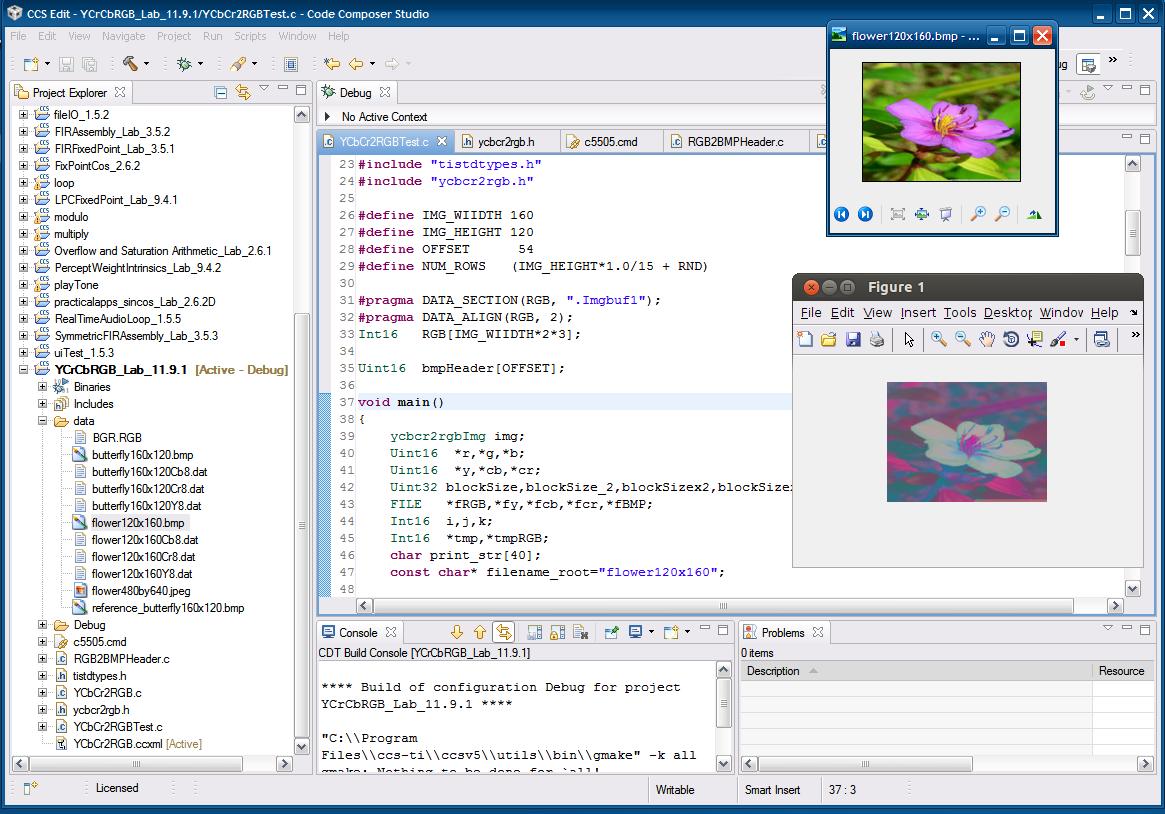 CCS Edit - YCrCbRGB_Lab_11.9.1/YCbCr2RGBTest.c - Code Composer Studio
File Edit View Navigate Project Run Scripts Window Help
Project Explorer
fileIO_1.5.2
FIRAssembly_Lab_3.5.2
FIRFixedPoint_Lab_3.5.1
FixPointCos_2.6.2
loop
LPCFixedPoint_Lab_9.4.1
modulo
multiply
Overflow and Saturation Arithmetic_Lab_2.6.1
PerceptWeightIntrinsics_Lab_9.4.2
playTone
practicalapps_sincos_Lab_2.6.2D
RealTimeAudioLoop_1.5.5
SymmetricFIRAssembly_Lab_3.5.3
uiTest_1.5.3
YCrCbRGB_Lab_11.9.1 [Active - Debug]
Binaries
Includes
data
BGR.RGB
butterfly160x120.bmp
butterfly160x120Cb8.dat
butterfly160x120Cr8.dat
butterfly160x120Y8.dat
flower120x160.bmp
flower120x160Cb8.dat
flower120x160Cr8.dat
flower120x160Y8.dat
flower480by640.jpeg
reference_butterfly160x120.bmp
Debug
c5505.cmd
RGB2BMPHeader.c
tistdtypes.h
YCbCr2RGB.c
ycbcr2rgb.h
YCbCr2RGBTest.c
YCbCr2RGB.ccxml [Active]
Debug
No Active Context
YCbCr2RGBTest.c ycbcr2rgb.h c5505.cmd RGB2BMPHeader.c
23 #include "tistdtypes.h"
24 #include "ycbcr2rgb.h"
25
26 #define IMG_WIIDTH 160
27 #define IMG_HEIGHT 120
28 #define OFFSET 54
29 #define NUM_ROWS (IMG_HEIGHT*1.0/15 + RND)
30
31 #pragma DATA_SECTION(RGB, ".Imgbuf1");
32 #pragma DATA_ALIGN(RGB, 2);
33 Int16 RGB[IMG_WIIDTH*2*3];
34
35 Uint16 bmpHeader[OFFSET];
36
37 void main()
38 {
39 ycbcr2rgbImg img;
40 Uint16 *r,*g,*b;
41 Uint16 *y,*cb,*cr;
42 Uint32 blockSize,blockSize_2,blockSizex2,blockSizex
43 FILE *fRGB,*fy,*fcb,*fcr,*fBMP;
44 Int16 i,j,k;
45 Int16 *tmp,*tmpRGB;
46 char print_str[40];
47 const char* filename_root="flower120x160";
48
flower120x160.bmp - ...
ug
Figure 1
File Edit View Insert Tools Desktop Window Help
Console
CDT Build Console [YCrCbRGB_Lab_11.9.1]
**** Build of configuration Debug for project
YCrCbRGB_Lab_11.9.1 ****
"C:\\Program
Files\\ccs-ti\\ccsv5\\utils\\bin\\gmake" -k all
gmake: Nothing to be done for `all'
Problems
0 items
Description Resource
Licensed
Writable Smart Insert 37 : 3